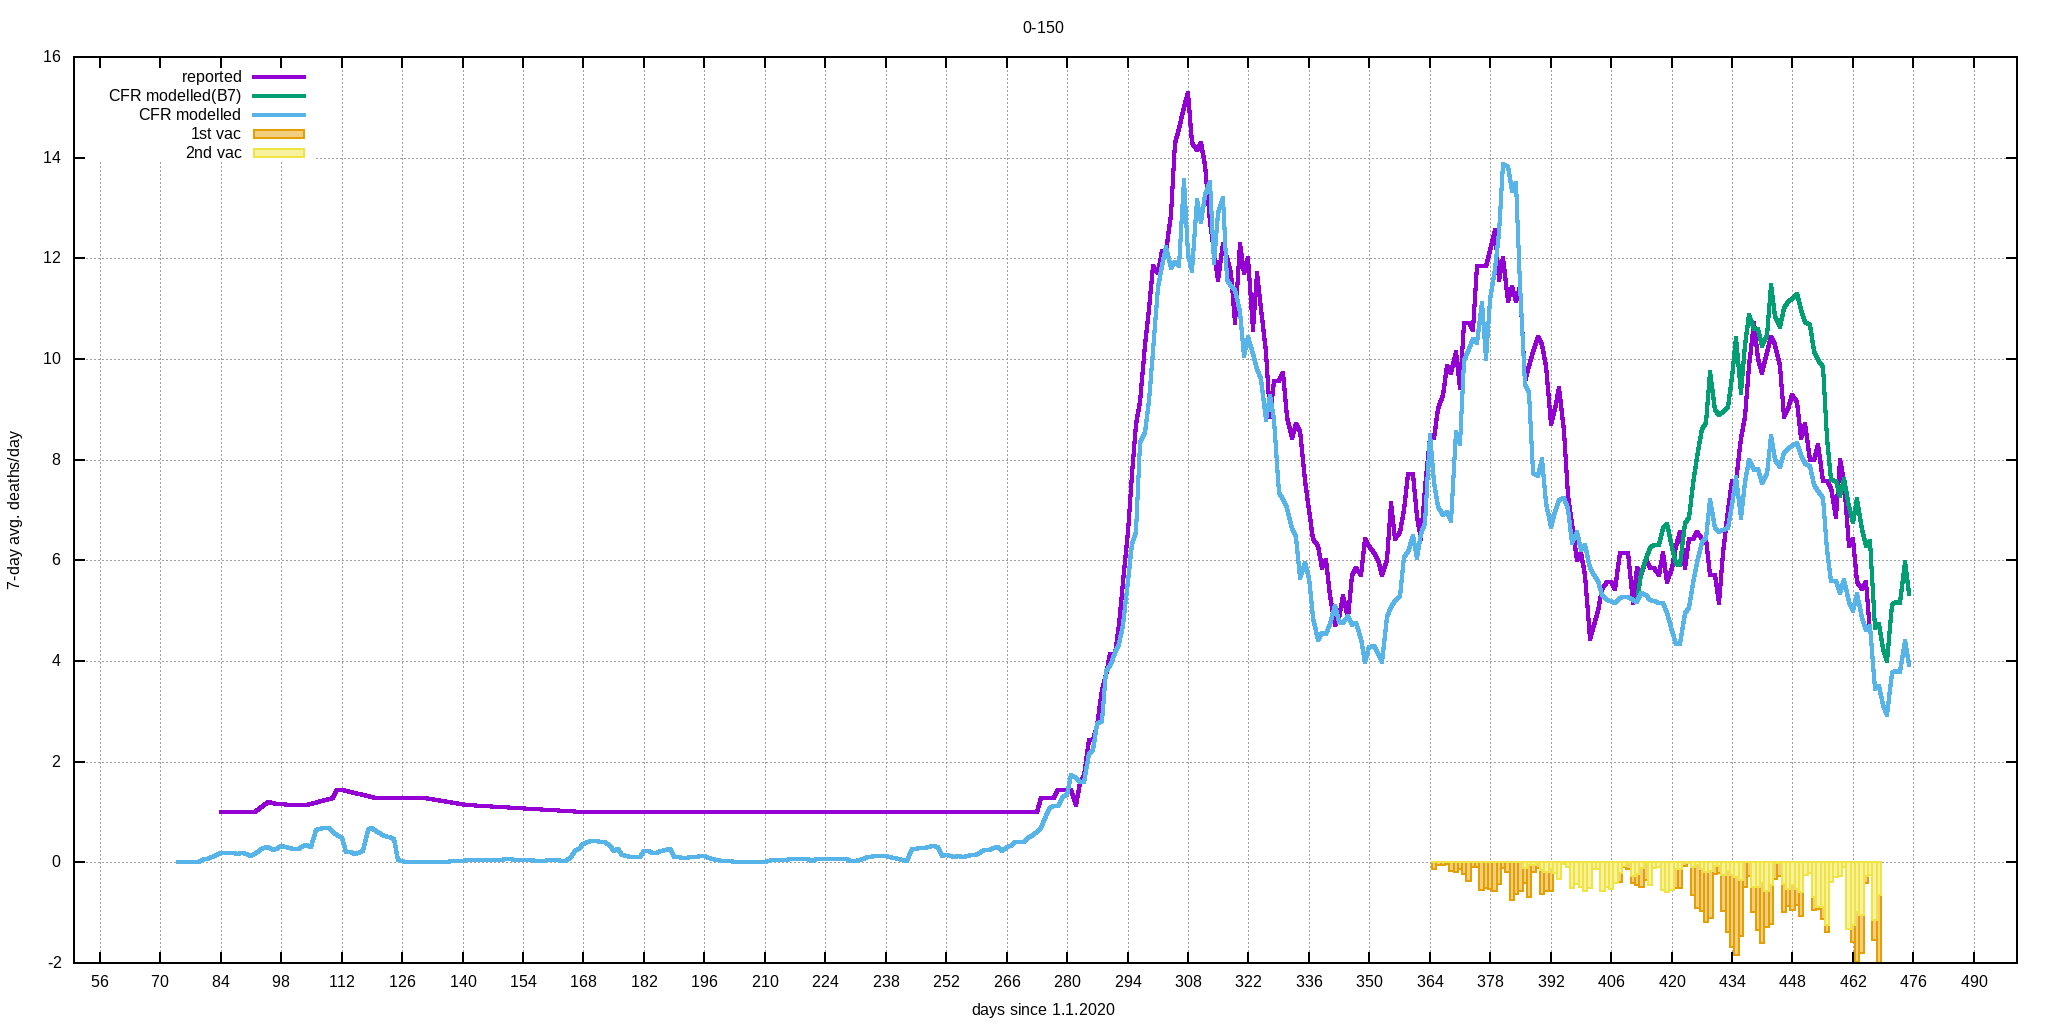 0-150
16
14
12
10
8
6
4
2
0
-2
reported
CFR modelled(B7)
CFR modelled
1st vac
2nd vac
7-day avg. deaths/day
56 70 84 98 112 126 140 154 168 182 196 210 224 238 252 266 280 294 308 322 336 350 364 378 392 406 420 434 448 462 476 490
days since 1.1.2020